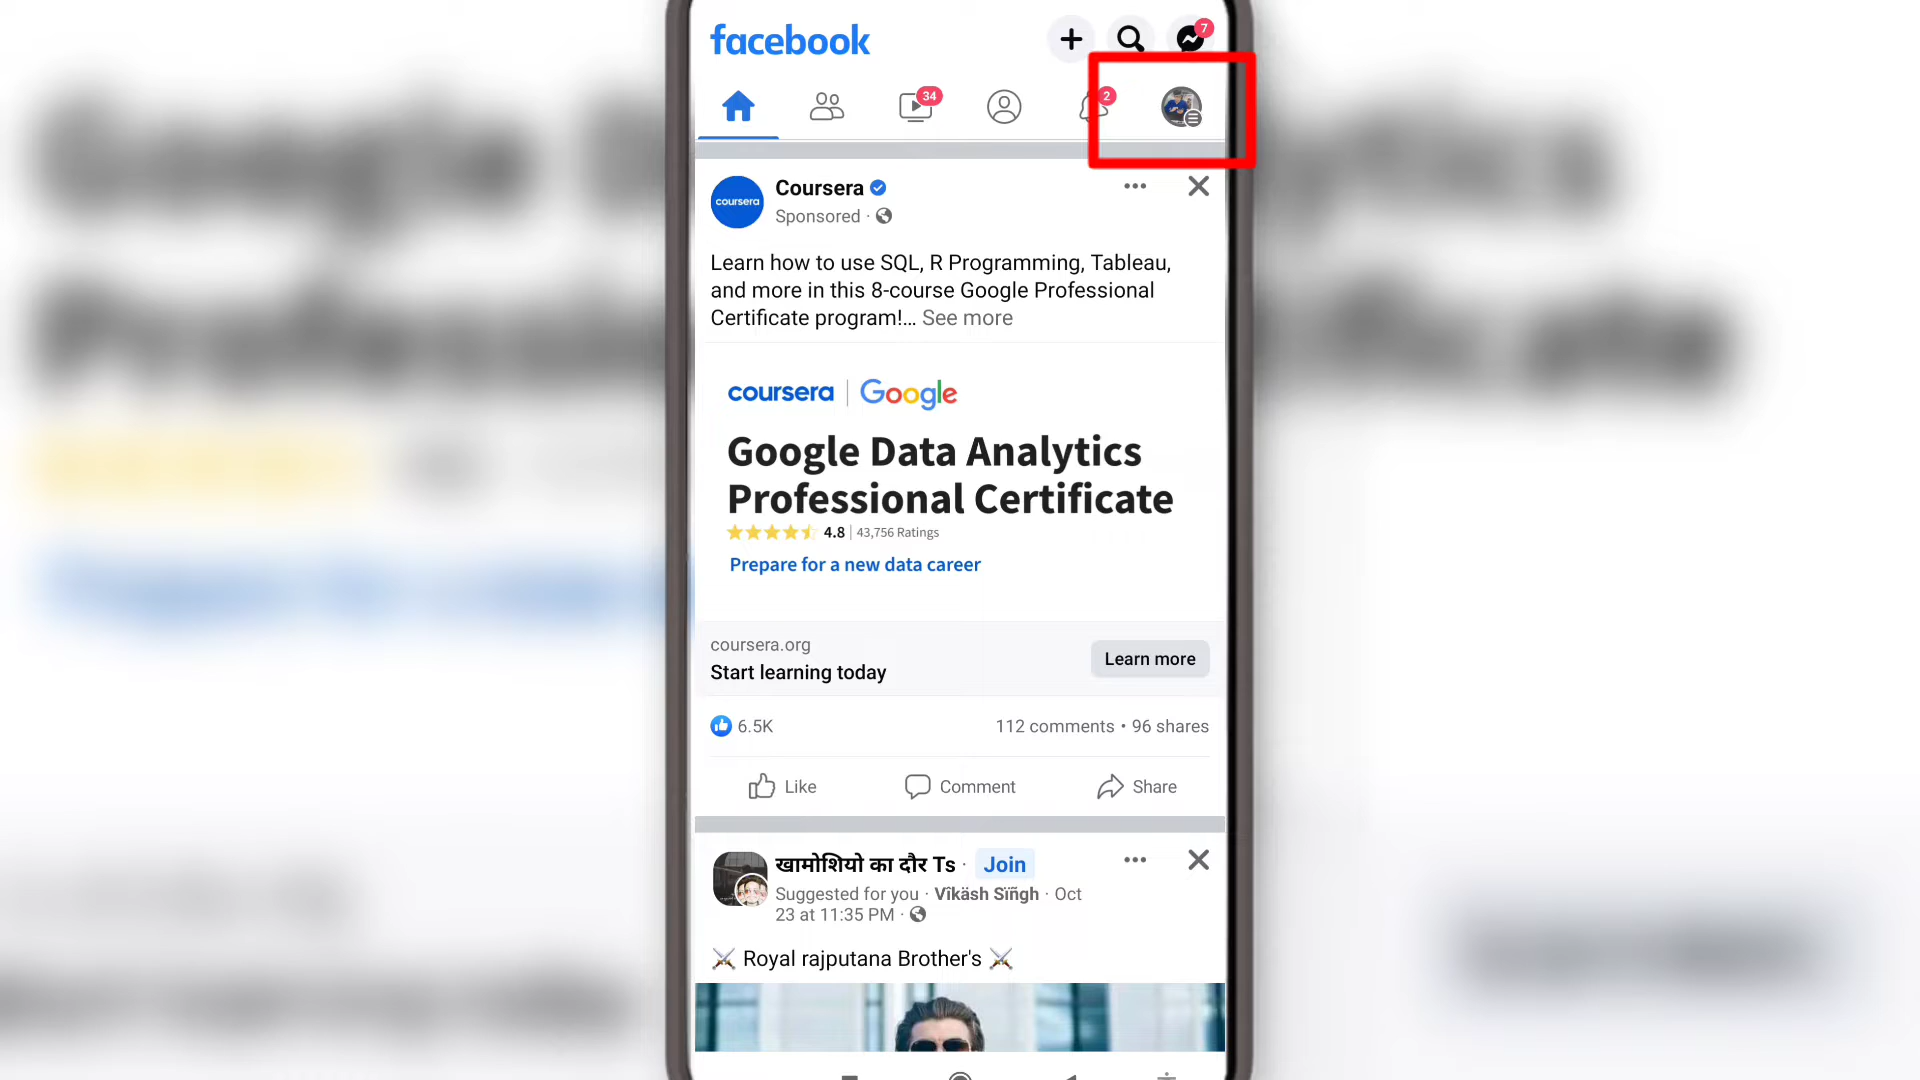 facebook
7
34
2
coursera
Coursera
Sponsored ·
Learn how to use SQL, R Programming, Tableau,
and more in this 8-course Google Professional
Certificate program!... See more
coursera | Google
Google Data Analytics
Professional Certificate
4.8 | 43,756 Ratings
Prepare for a new data career
coursera.org
Start learning today
Learn more
6.5K
112 comments • 96 shares
Like
Comment
Share
खामोशियो का दौर Ts · Join
Suggested for you · Vîkäsh Sïñgh · Oct
23 at 11:35 PM ·
⚔ Royal rajputana Brother's ⚔